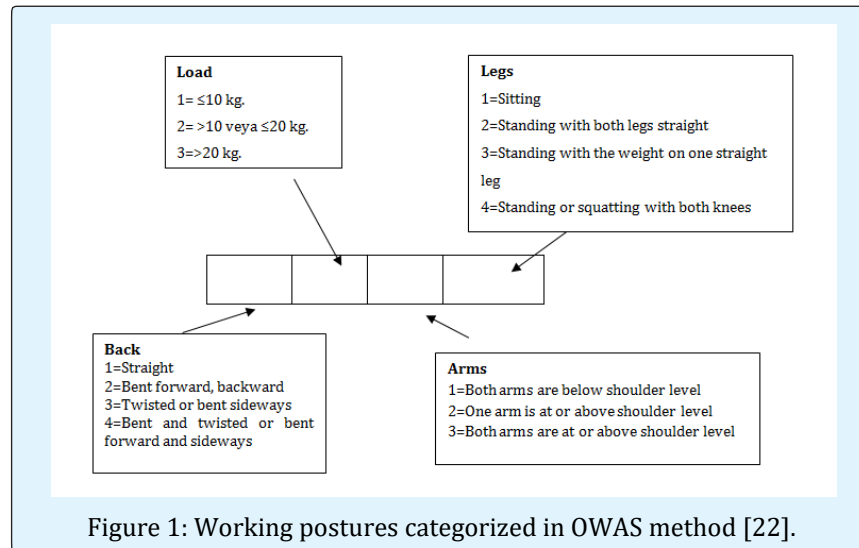 Load
1= ≤10 kg.
2= >10 veya ≤20 kg.
3=>20 kg.
Legs
1=Sitting
2=Standing with both legs straight
3=Standing with the weight on one straight
leg
4=Standing or squatting with both knees
Back
1=Straight
2=Bent forward, backward
3=Twisted or bent sideways
4=Bent and twisted or bent
forward and sideways
Arms
1=Both arms are below shoulder level
2=One arm is at or above shoulder level
3=Both arms are at or above shoulder level
Figure 1: Working postures categorized in OWAS method [22].